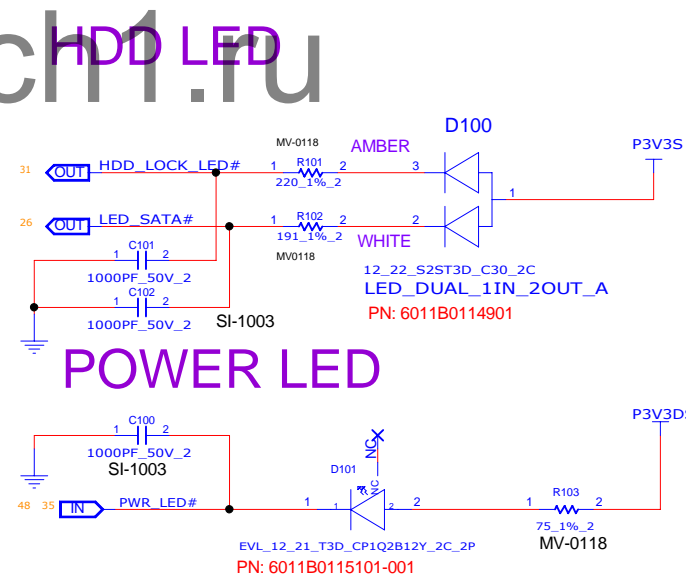 ch1.ru
HDD LED
D100
MV-0118
AMBER
P3V3S
31 OUT HDD_LOCK_LED# 1 R101 2 3
220_1%_2
1
26 OUT LED_SATA# 1 R102 2 2
191_1%_2
WHITE
MV0118
C101
1 2
1000PF_50V_2
C102
1 2
1000PF_50V_2
SI-1003
12_22_S2ST3D_C30_2C
LED_DUAL_1IN_2OUT_A
PN: 6011B0114901
POWER LED
P3V3D
C100
1 2
1000PF_50V_2
SI-1003
NC
D101
NC
48 35 IN PWR_LED# 1 1 2 2 1 R103 2
75_1%_2
MV-0118
EVL_12_21_T3D_CP1Q2B12Y_2C_2P
PN: 6011B0115101-001